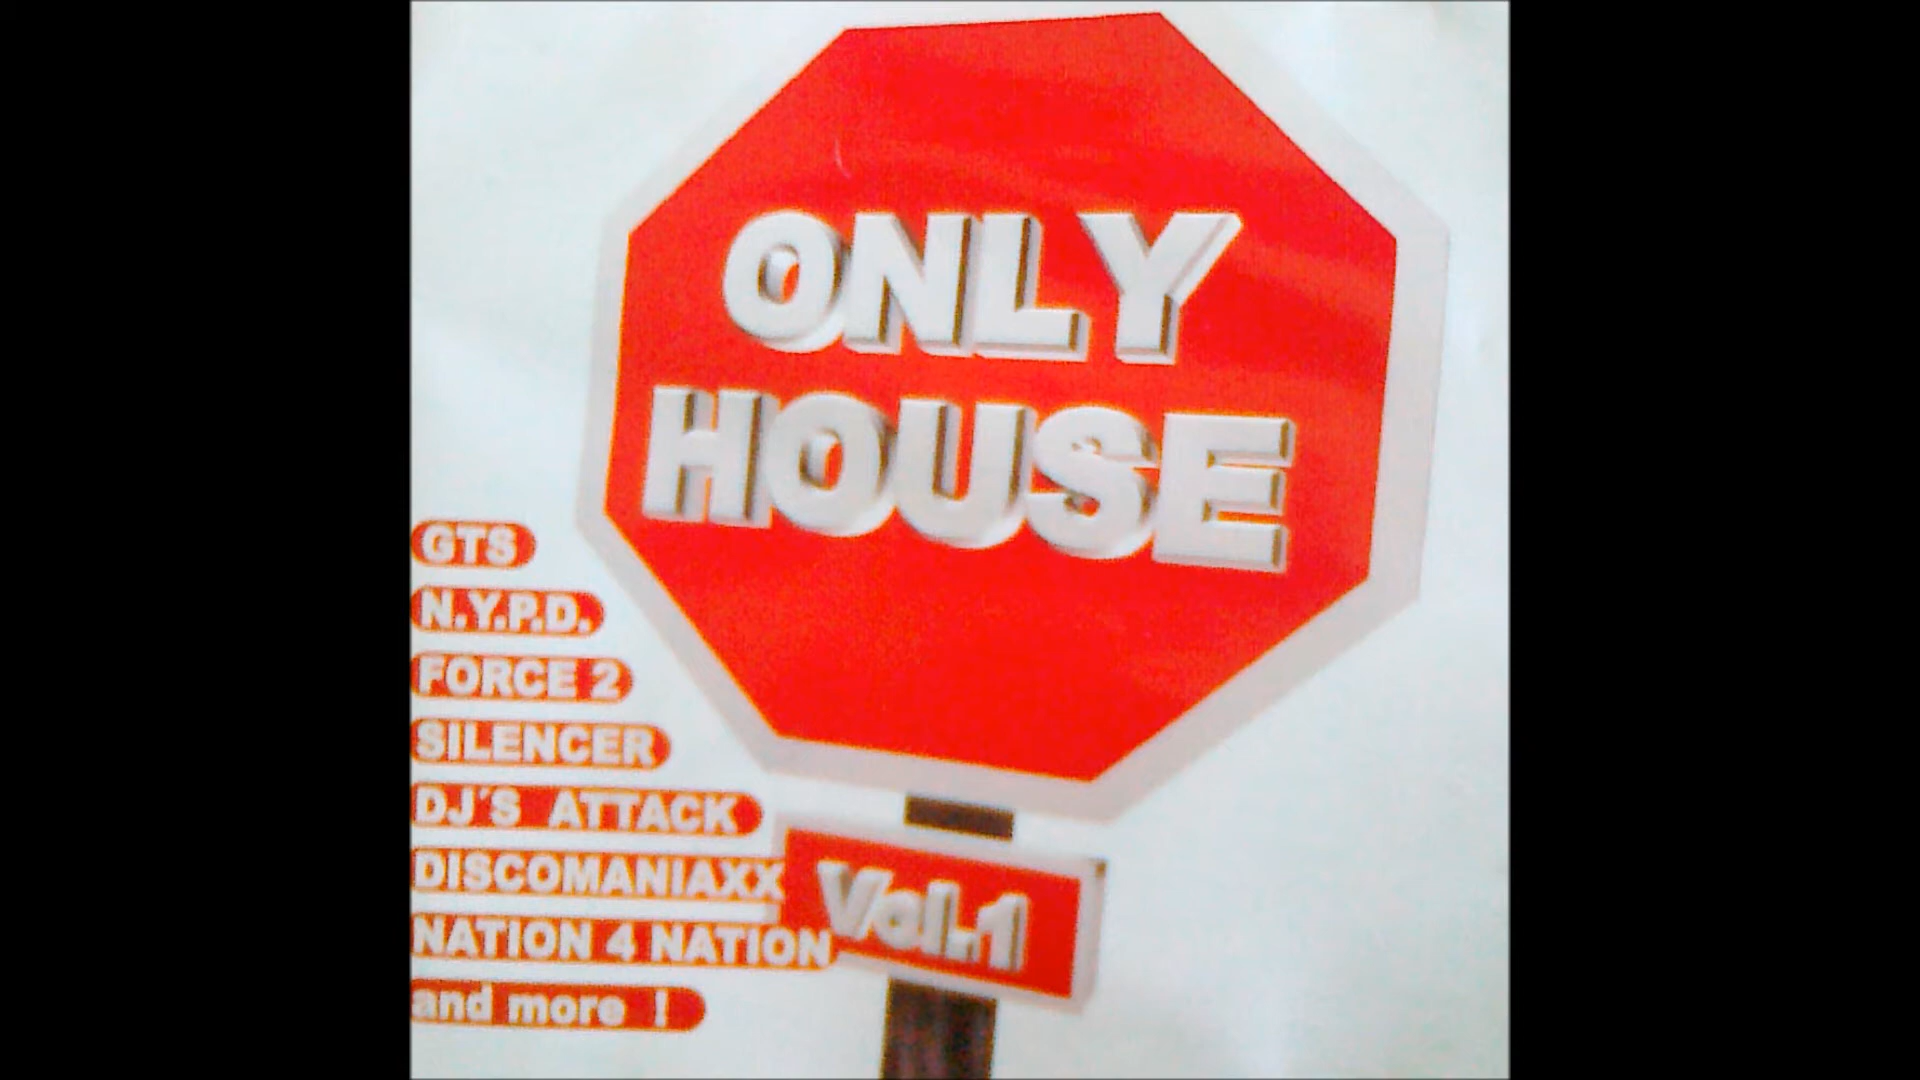 ONLY
HOUSE
GTS
N.Y.P.D.
FORCE 2
SILENCER
DJ´S ATTACK
DISCOMANIAXX
NATION 4 NATION
and more !
Vol.1